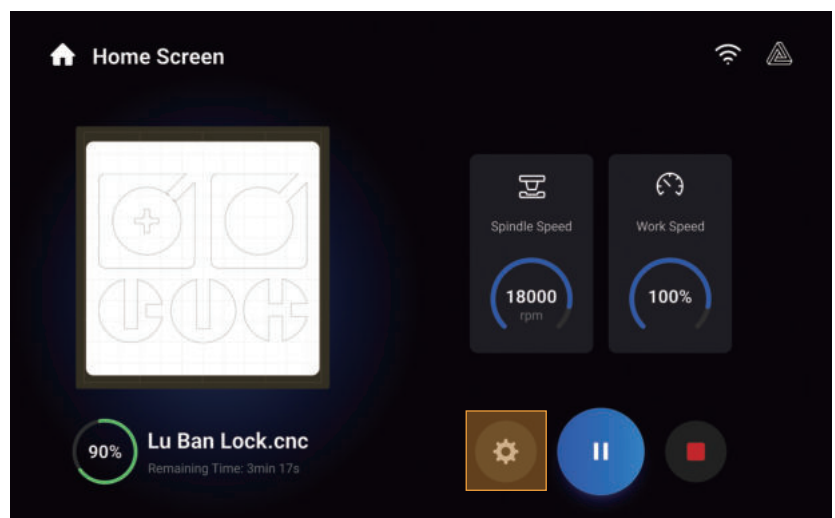 Home Screen
Spindle Speed
Work Speed
18000
rpm
100%
90%
Lu Ban Lock.cnc
Remaining Time: 3min 17s